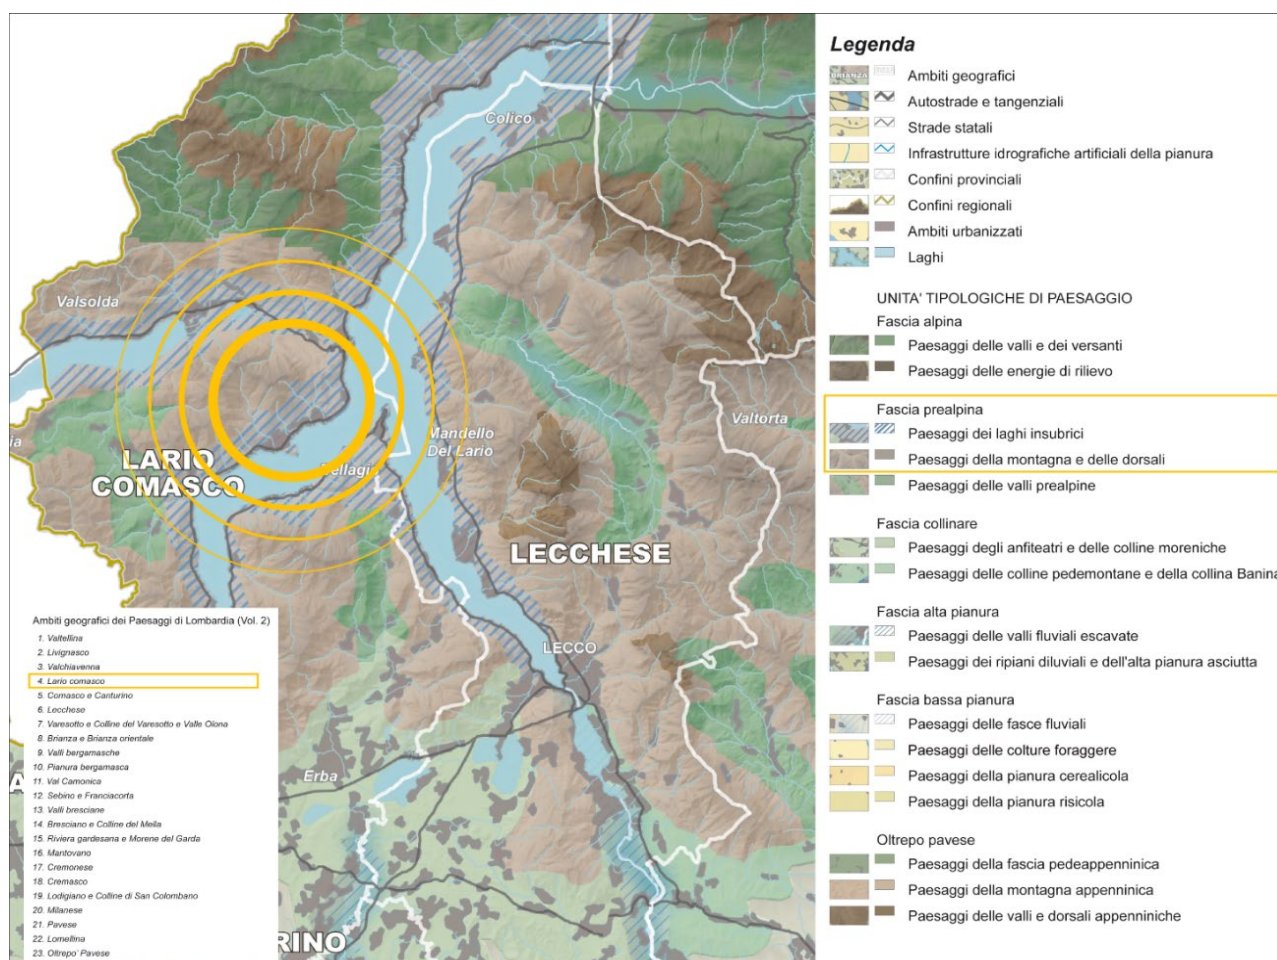 Colico
Valsolda
ia
LARIO
COMASCO
Bellagio
Mandello
Del Lario
Valtorta
LECCHESE
LECCO
Erba
A
RINO
Ambiti geografici dei Paesaggi di Lombardia (Vol. 2)
1. Valtellina
2. Livignasco
3. Valchiavenna
4. Lario comasco
5. Comasco e Canturino
6. Lecchese
7. Varesotto e Colline del Varesotto e Valle Olona
8. Brianza e Brianza orientale
9. Valli bergamasche
10. Pianura bergamasca
11. Val Camonica
12. Sebino e Franciacorta
13. Valli bresciane
14. Bresciano e Colline del Mella
15. Riviera gardesana e Morene del Garda
16. Mantovano
17. Cremonese
18. Cremasco
19. Lodigiano e Colline di San Colombano
20. Milanese
21. Pavese
22. Lomellina
23. Oltrepo' Pavese
Legenda
BRIANZA
Ambiti geografici
Autostrade e tangenziali
Strade statali
Infrastrutture idrografiche artificiali della pianura
Confini provinciali
Confini regionali
Ambiti urbanizzati
Laghi
UNITA' TIPOLOGICHE DI PAESAGGIO
Fascia alpina
Paesaggi delle valli e dei versanti
Paesaggi delle energie di rilievo
Fascia prealpina
Paesaggi dei laghi insubrici
Paesaggi della montagna e delle dorsali
Paesaggi delle valli prealpine
Fascia collinare
Paesaggi degli anfiteatri e delle colline moreniche
Paesaggi delle colline pedemontane e della collina Banina
Fascia alta pianura
Paesaggi delle valli fluviali escavate
Paesaggi dei ripiani diluviali e dell'alta pianura asciutta
Fascia bassa pianura
Paesaggi delle fasce fluviali
Paesaggi delle colture foraggere
Paesaggi della pianura cerealicola
Paesaggi della pianura risicola
Oltrepo pavese
Paesaggi della fascia pedeappenninica
Paesaggi della montagna appenninica
Paesaggi delle valli e dorsali appenniniche